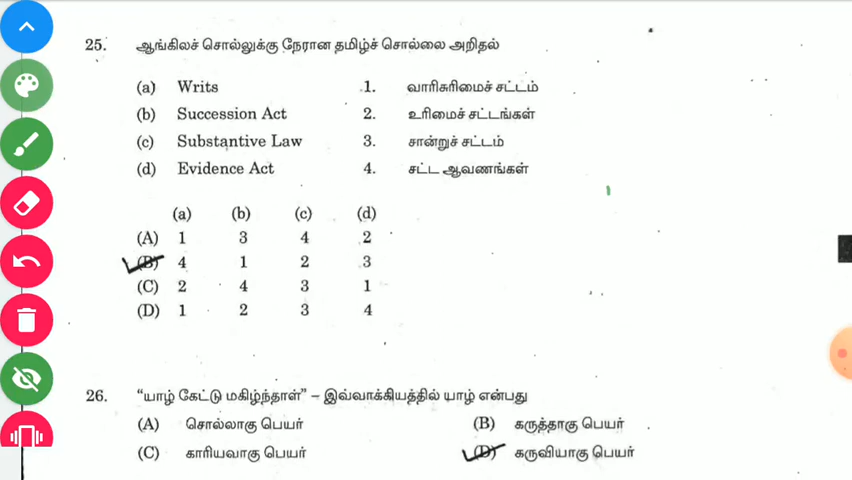 25. ஆங்கிலச் சொல்லுக்கு நேரான தமிழ்ச் சொல்லை அறிதல்
(a) Writs 1. வாரிசுரிமைச் சட்டம்
(b) Succession Act 2. உரிமைச் சட்டங்கள்
(c) Substantive Law 3. சான்றுச் சட்டம்
(d) Evidence Act 4. சட்ட ஆவணங்கள்
(a) (b) (c) (d)
(A) 1 3 4 2
(B) 4 1 2 3
(C) 2 4 3 1
(D) 1 2 3 4
26. “யாழ் கேட்டு மகிழ்ந்தாள்” – இவ்வாக்கியத்தில் யாழ் என்பது
(A) சொல்லாகு பெயர் (B) கருத்தாகு பெயர்
(C) காரியவாகு பெயர் (D) கருவியாகு பெயர்